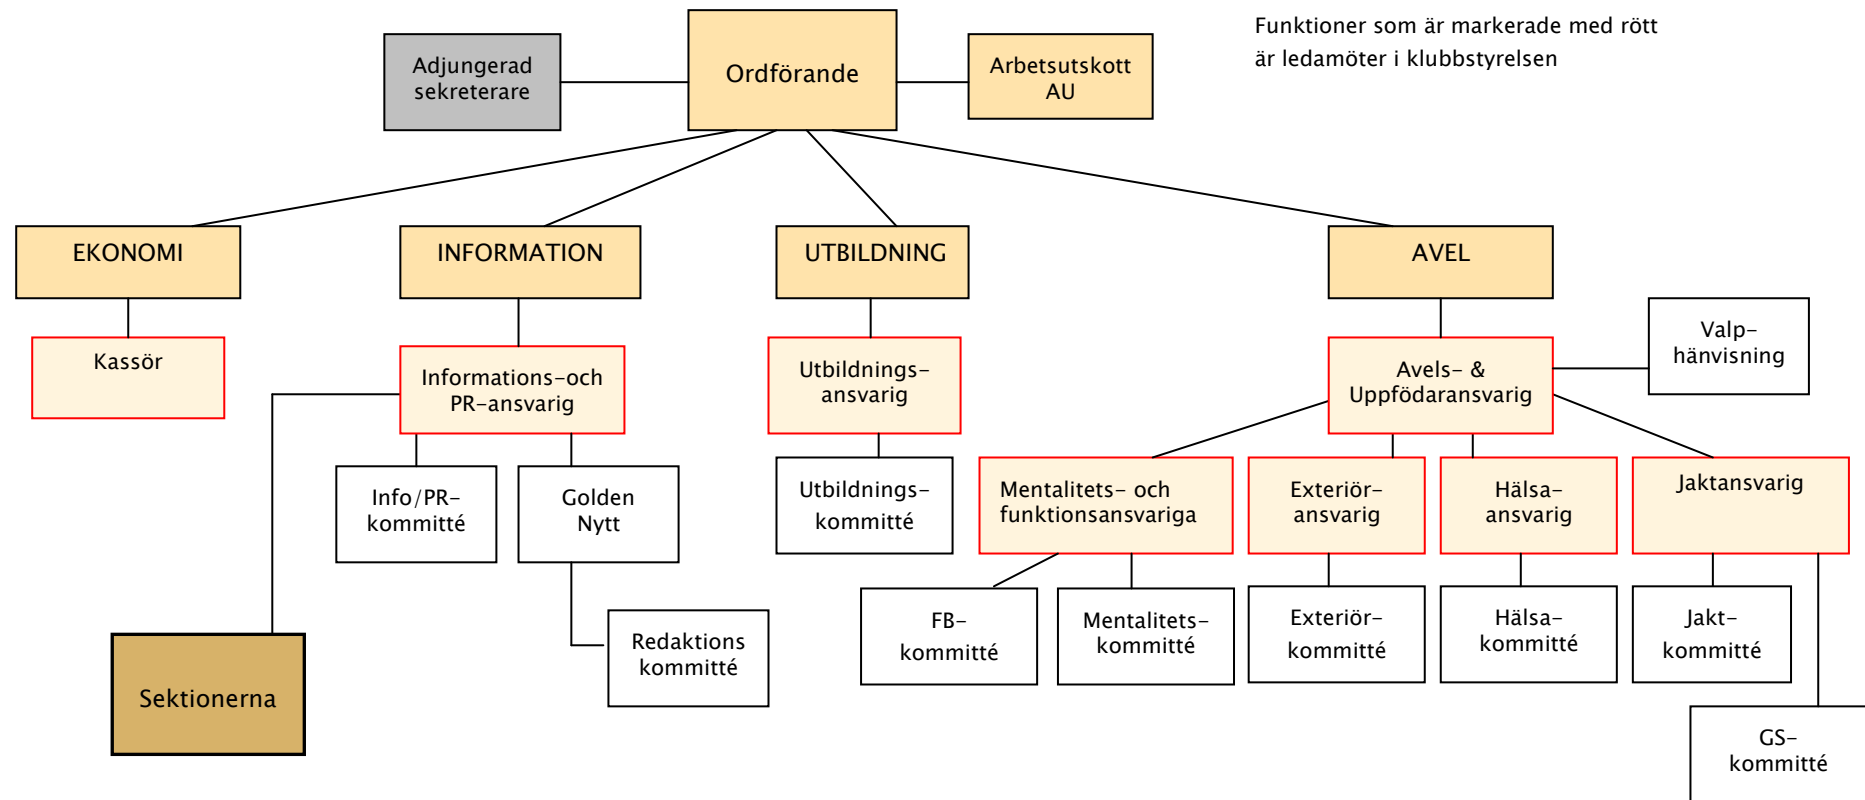 Funktioner som är markerade med rött
är ledamöter i klubbstyrelsen
Adjungerad
sekreterare
Ordförande
Arbetsutskott
AU
EKONOMI
INFORMATION
UTBILDNING
AVEL
Kassör
Informations-och
PR-ansvarig
Utbildnings-
ansvarig
Avels- &
Uppfödaransvarig
Valp-
hänvisning
Info/PR-
kommitté
Golden
Nytt
Utbildnings-
kommitté
Mentalitets- och
funktionsansvariga
Exteriör-
ansvarig
Hälsa-
ansvarig
Jaktansvarig
Sektionerna
Redaktions
kommitté
FB-
kommitté
Mentalitets-
kommitté
Exteriör-
kommitté
Hälsa-
kommitté
Jakt-
kommitté
GS-
kommitté